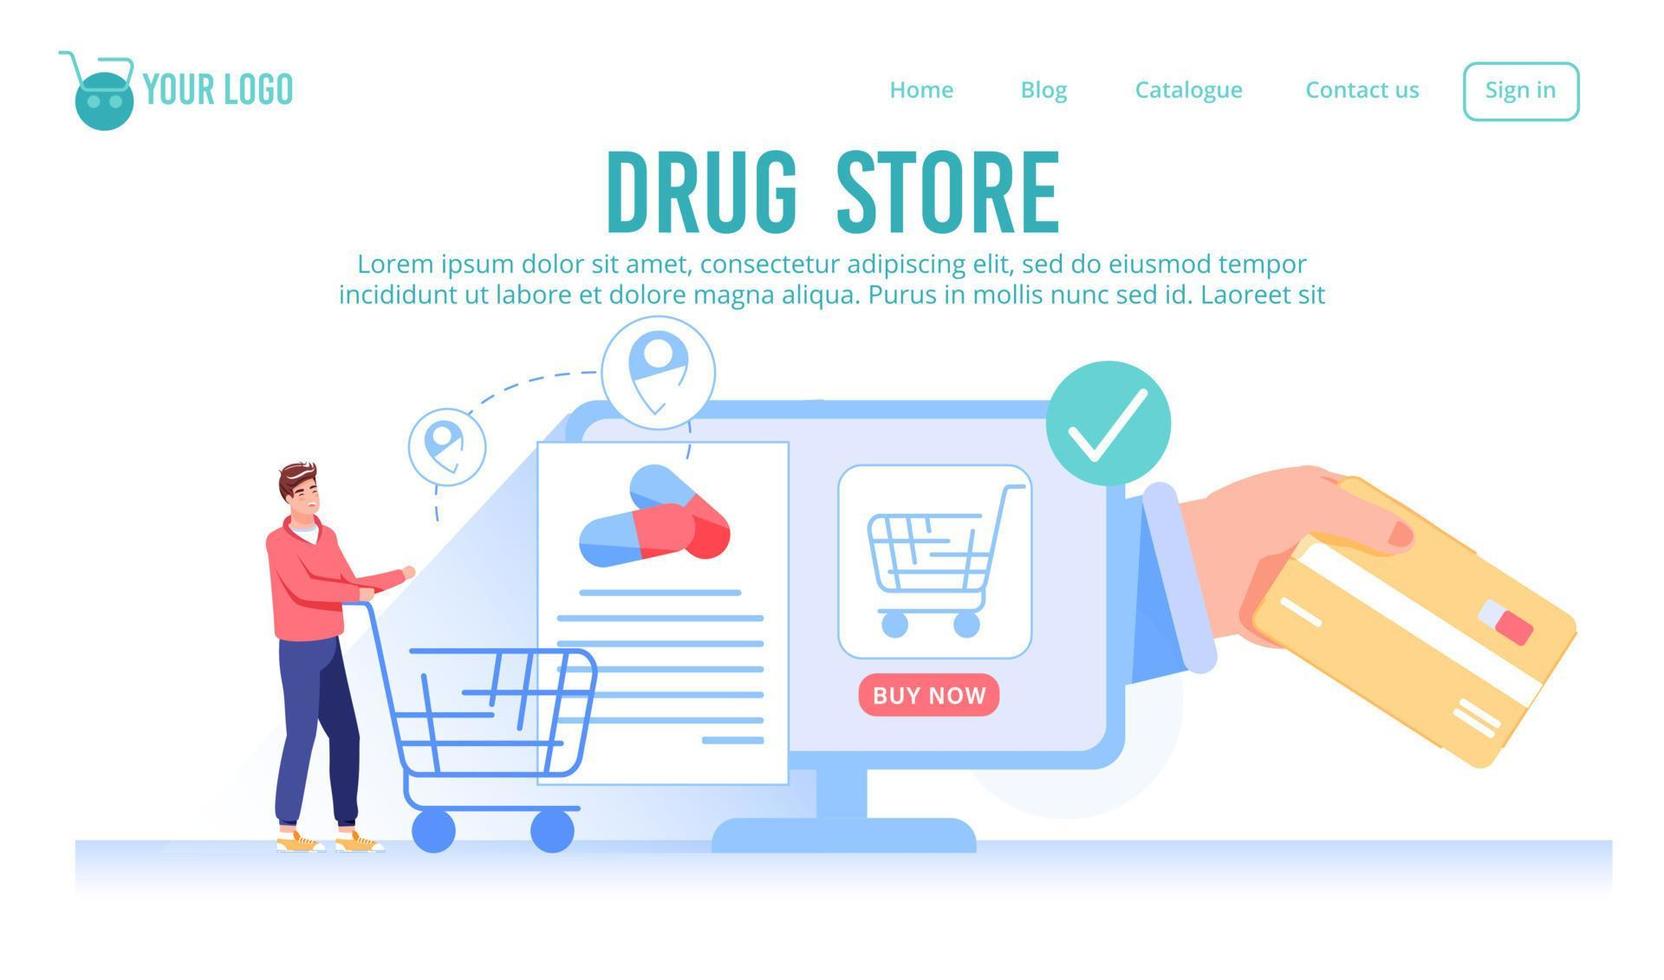 YOUR LOGO
Home Blog Catalogue Contact us Sign in
DRUG STORE
Lorem ipsum dolor sit amet, consectetur adipiscing elit, sed do eiusmod tempor
incididunt ut labore et dolore magna aliqua. Purus in mollis nunc sed id. Laoreet sit
BUY NOW